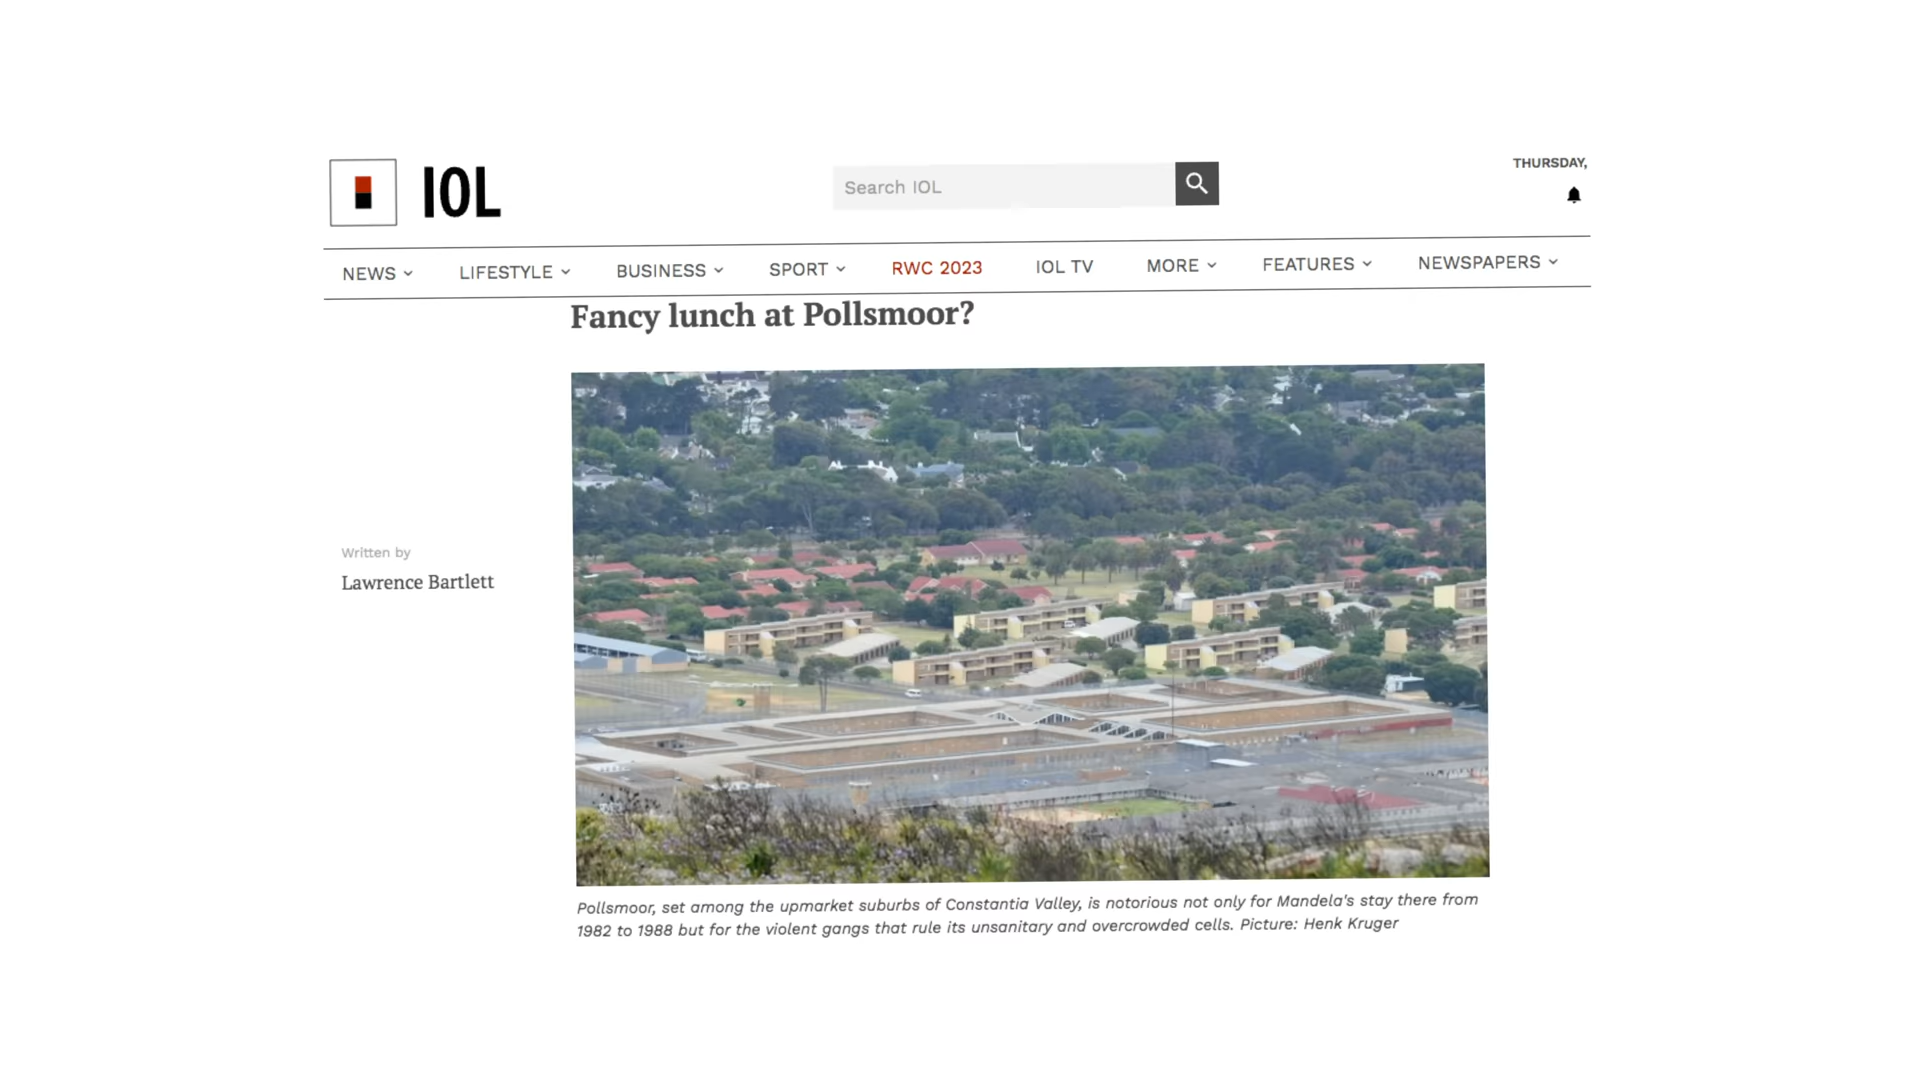 IOL
Search IOL
THURSDAY,
NEWS
LIFESTYLE
BUSINESS
SPORT
RWC 2023
IOL TV
MORE
FEATURES
NEWSPAPERS
Fancy lunch at Pollsmoor?
Written by
Lawrence Bartlett
Pollsmoor, set among the upmarket suburbs of Constantia Valley, is notorious not only for Mandela's stay there from
1982 to 1988 but for the violent gangs that rule its unsanitary and overcrowded cells. Picture: Henk Kruger